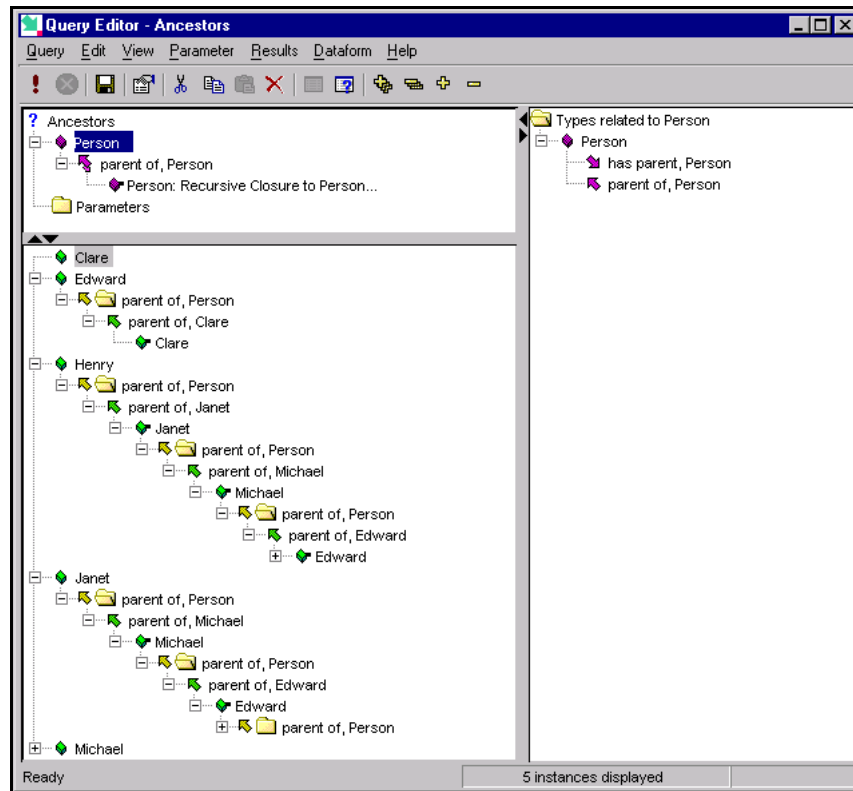 Query Editor - Ancestors
Query Edit View Parameter Results Dataform Help
? Ancestors
Person
parent of, Person
Person: Recursive Closure to Person...
Parameters
Types related to Person
Person
has parent, Person
parent of, Person
Clare
Edward
parent of, Person
parent of, Clare
Clare
Henry
parent of, Person
parent of, Janet
Janet
parent of, Person
parent of, Michael
Michael
parent of, Person
parent of, Edward
Edward
Janet
parent of, Person
parent of, Michael
Michael
parent of, Person
parent of, Edward
Edward
parent of, Person
Michael
Ready
5 instances displayed